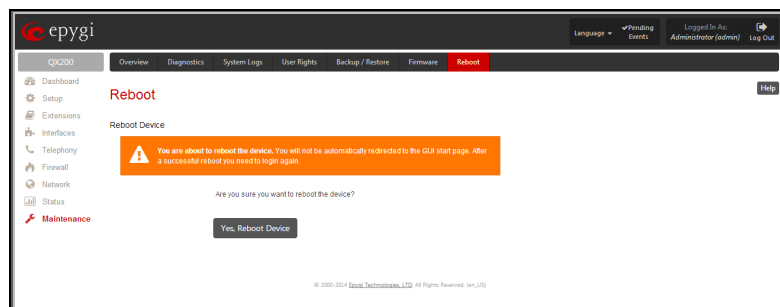 epygi
Language
Pending Events
Logged In As:
Administrator (admin)
Log Out
QX200
Overview Diagnostics System Logs User Rights Backup / Restore Firmware Reboot
Dashboard
Setup
Extensions
Interfaces
Telephony
Firewall
Network
Status
Maintenance
Reboot
Help
Reboot Device
You are about to reboot the device. You will not be automatically redirected to the GUI start page. After
a successful reboot you need to login again.
Are you sure you want to reboot the device?
Yes, Reboot Device
© 2000-2014 Epygi Technologies, LTD. All Rights Reserved. (en_US)